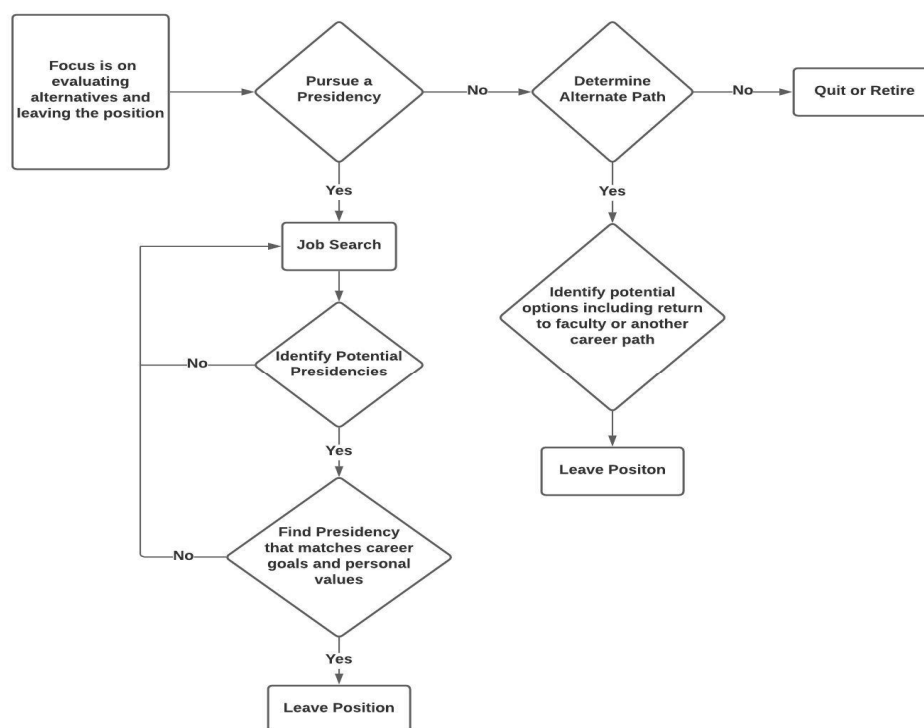 Focus is on
evaluating
alternatives and
leaving the position
Pursue a
Presidency
No
Determine
Alternate Path
No
Quit or Retire
Yes
Yes
Job Search
Identify potential
options including return
to faculty or another
career path
No
Identify Potential
Presidencies
Yes
Leave Positon
No
Find Presidency
that matches career
goals and personal
values
Yes
Leave Position